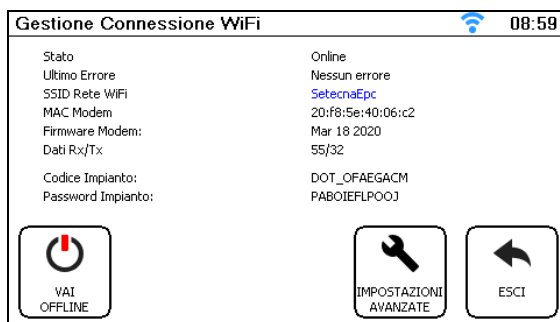 Gestione Connessione WiFi 08:59
Stato Online
Ultimo Errore Nessun errore
SSID Rete WiFi SetecnaEpc
MAC Modem 20:f8:5e:40:06:c2
Firmware Modem: Mar 18 2020
Dati Rx/Tx 55/32
Codice Impianto: DOT_OFAEGACM
Password Impianto: PABOIEFLPOOJ
VAI
OFFLINE
IMPOSTAZIONI
AVANZATE
ESCI